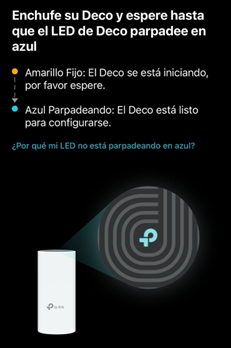 Enchufe su Deco y espere hasta
que el LED de Deco parpadee en
azul
Amarillo Fijo: El Deco se está iniciando,
por favor espere.
Azul Parpadeando: El Deco está listo
para configurarse.
¿Por qué mi LED no está parpadeando en azul?
tp-link